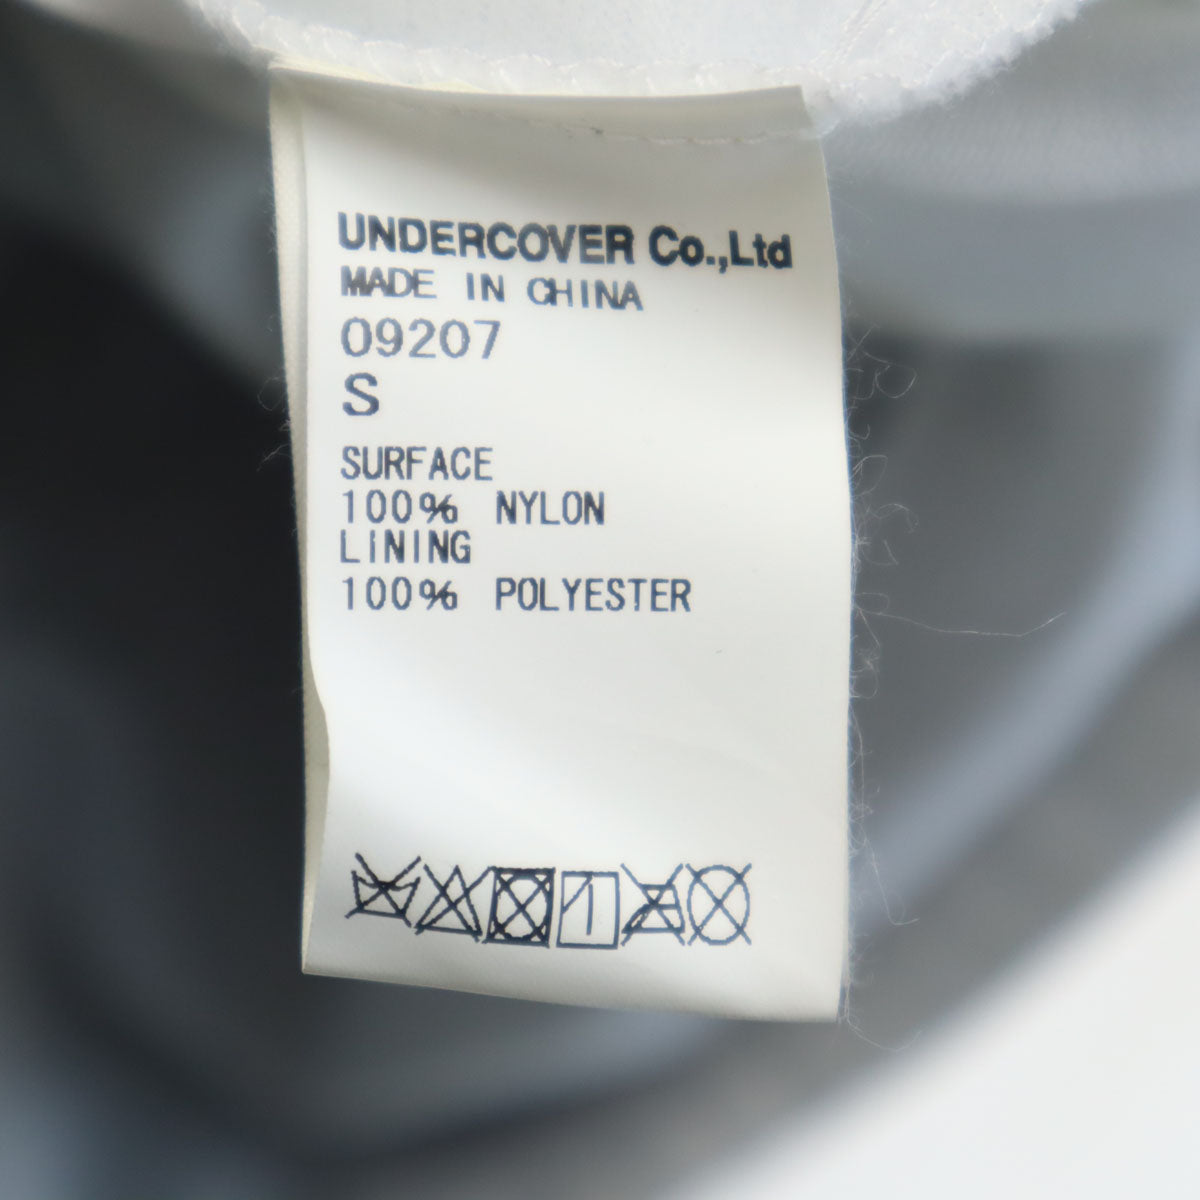 UNDERCOVER Co.,Ltd
MADE IN CHINA
09207
S
SURFACE
100% NYLON
LINING
100% POLYESTER